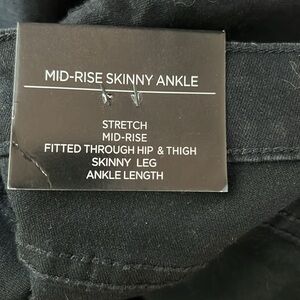 MID-RISE SKINNY ANKLE
STRETCH
MID-RISE
FITTED THROUGH HIP & THIGH
SKINNY LEG
ANKLE LENGTH